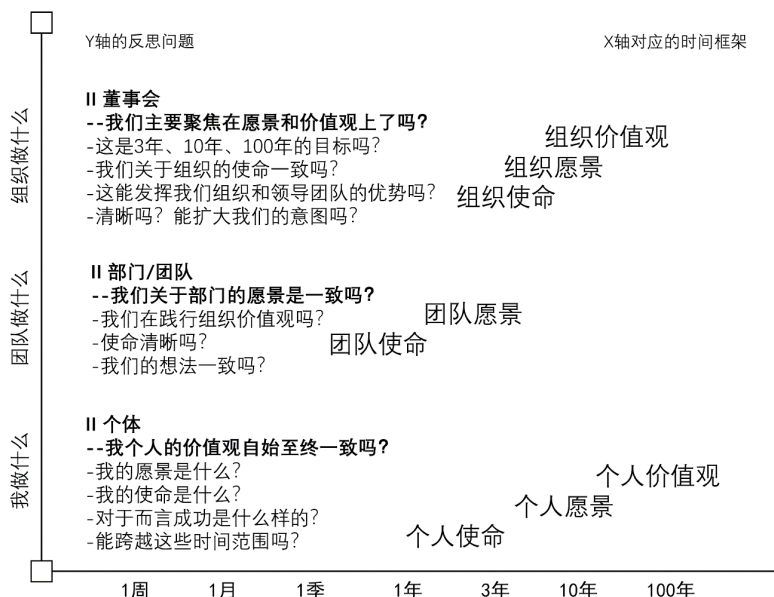 Y轴的反思问题
X轴对应的时间框架
组织做什么
II 董事会
--我们主要聚焦在愿景和价值观上了吗？
-这是3年、10年、100年的目标吗？
-我们关于组织的使命一致吗？
-这能发挥我们组织和领导团队的优势吗？
-清晰吗？能扩大我们的意图吗？
组织价值观
组织愿景
组织使命
团队做什么
II 部门/团队
--我们关于部门的愿景是一致吗？
-我们在践行组织价值观吗？
-使命清晰吗？
-我们的想法一致吗？
团队愿景
团队使命
我做什么
II 个体
--我个人的价值观自始至终一致吗？
-我的愿景是什么？
-我的使命是什么？
-对于而言成功是什么样的？
-能跨越这些时间范围吗？
个人价值观
个人愿景
个人使命
1周 1月 1季 1年 3年 10年 100年